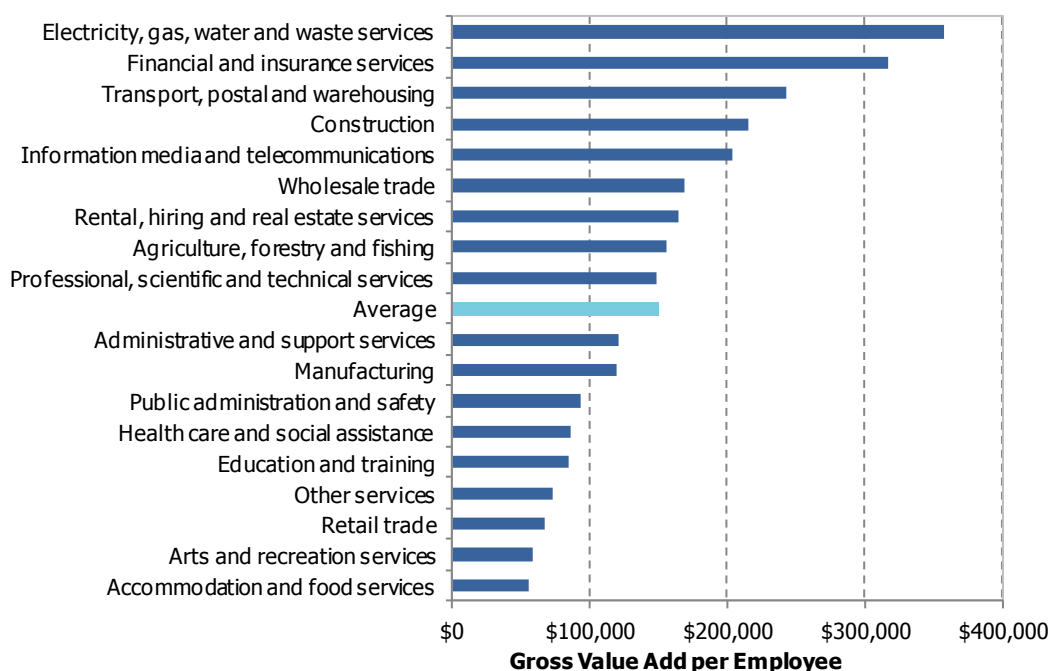 Electricity, gas, water and waste services
Financial and insurance services
Transport, postal and warehousing
Construction
Information media and telecommunications
Wholesale trade
Rental, hiring and real estate services
Agriculture, forestry and fishing
Professional, scientific and technical services
Average
Administrative and support services
Manufacturing
Public administration and safety
Health care and social assistance
Education and training
Other services
Retail trade
Arts and recreation services
Accommodation and food services
$0 $100,000 $200,000 $300,000 $400,000
Gross Value Add per Employee